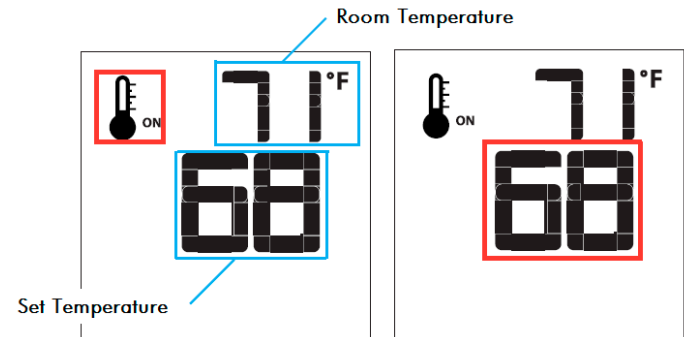 Room Temperature
71 °F
ON
68
Set Temperature
71 °F
ON
68